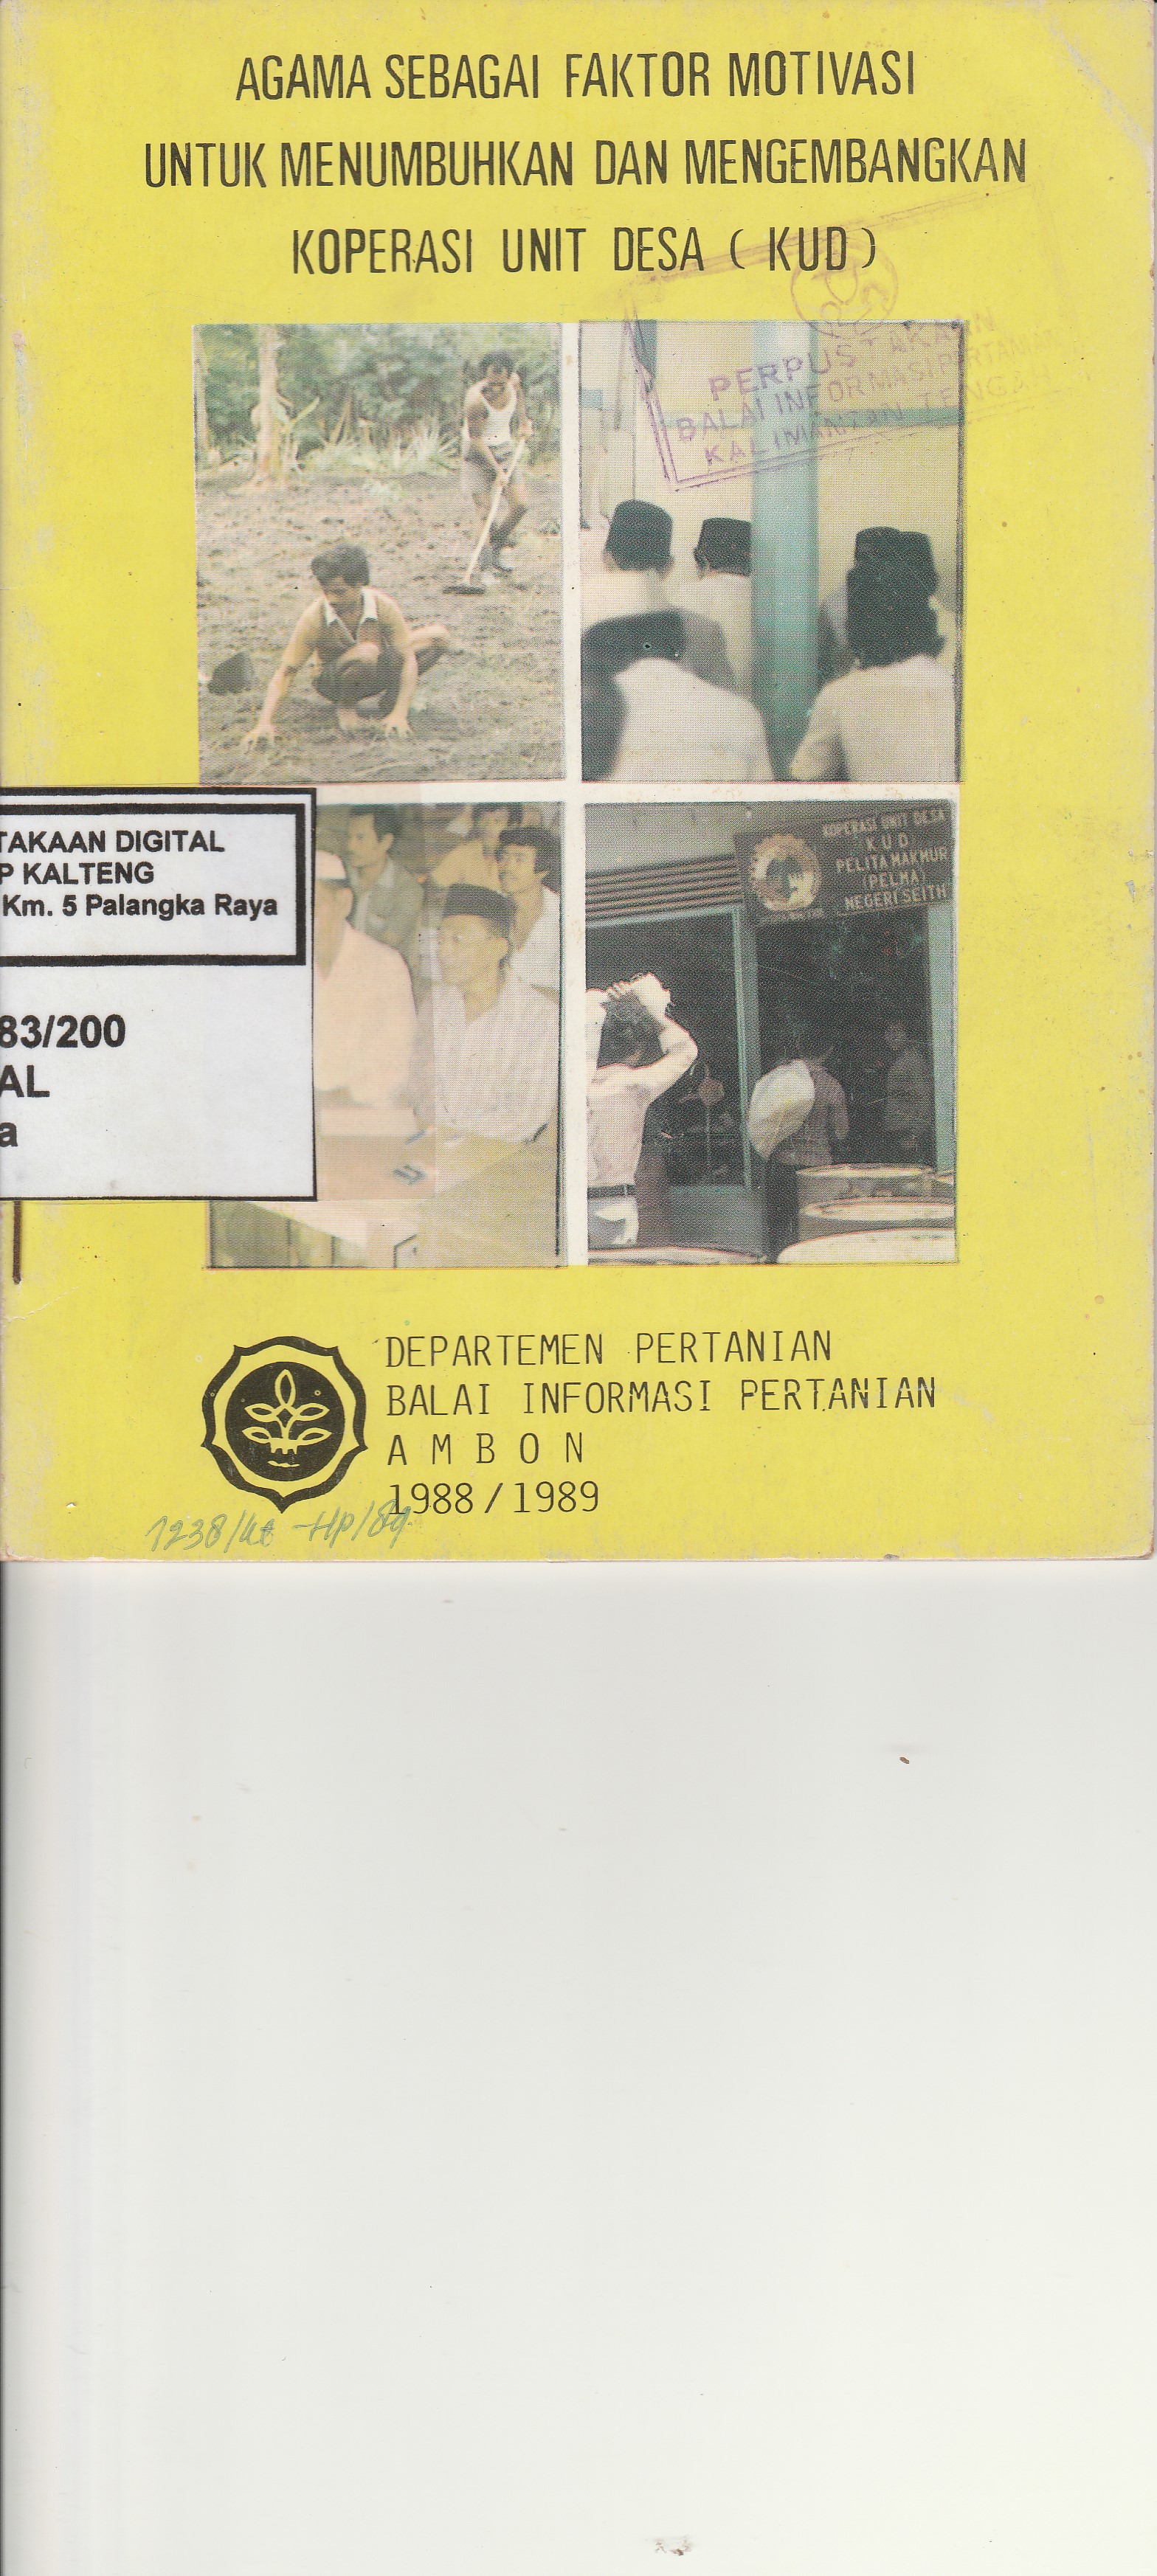 AGAMA SEBAGAI FAKTOR MOTIVASI
UNTUK MENUMBUHKAN DAN MENGEMBANGKAN
KOPERASI UNIT DESA ( KUD )
PERPUSTAKAAN
BALAI INFORMASI PERTANIAN
KALIMANTAN TENGAH
TAKAAN DIGITAL
P KALTENG
Km. 5 Palangka Raya
83/200
AL
a
KOPERASI UNIT DESA
K U D
PELITA MAKMUR
(PELMA)
NEGERI SEITH
DEPARTEMEN PERTANIAN
BALAI INFORMASI PERTANIAN
A M B O N
1988 / 1989